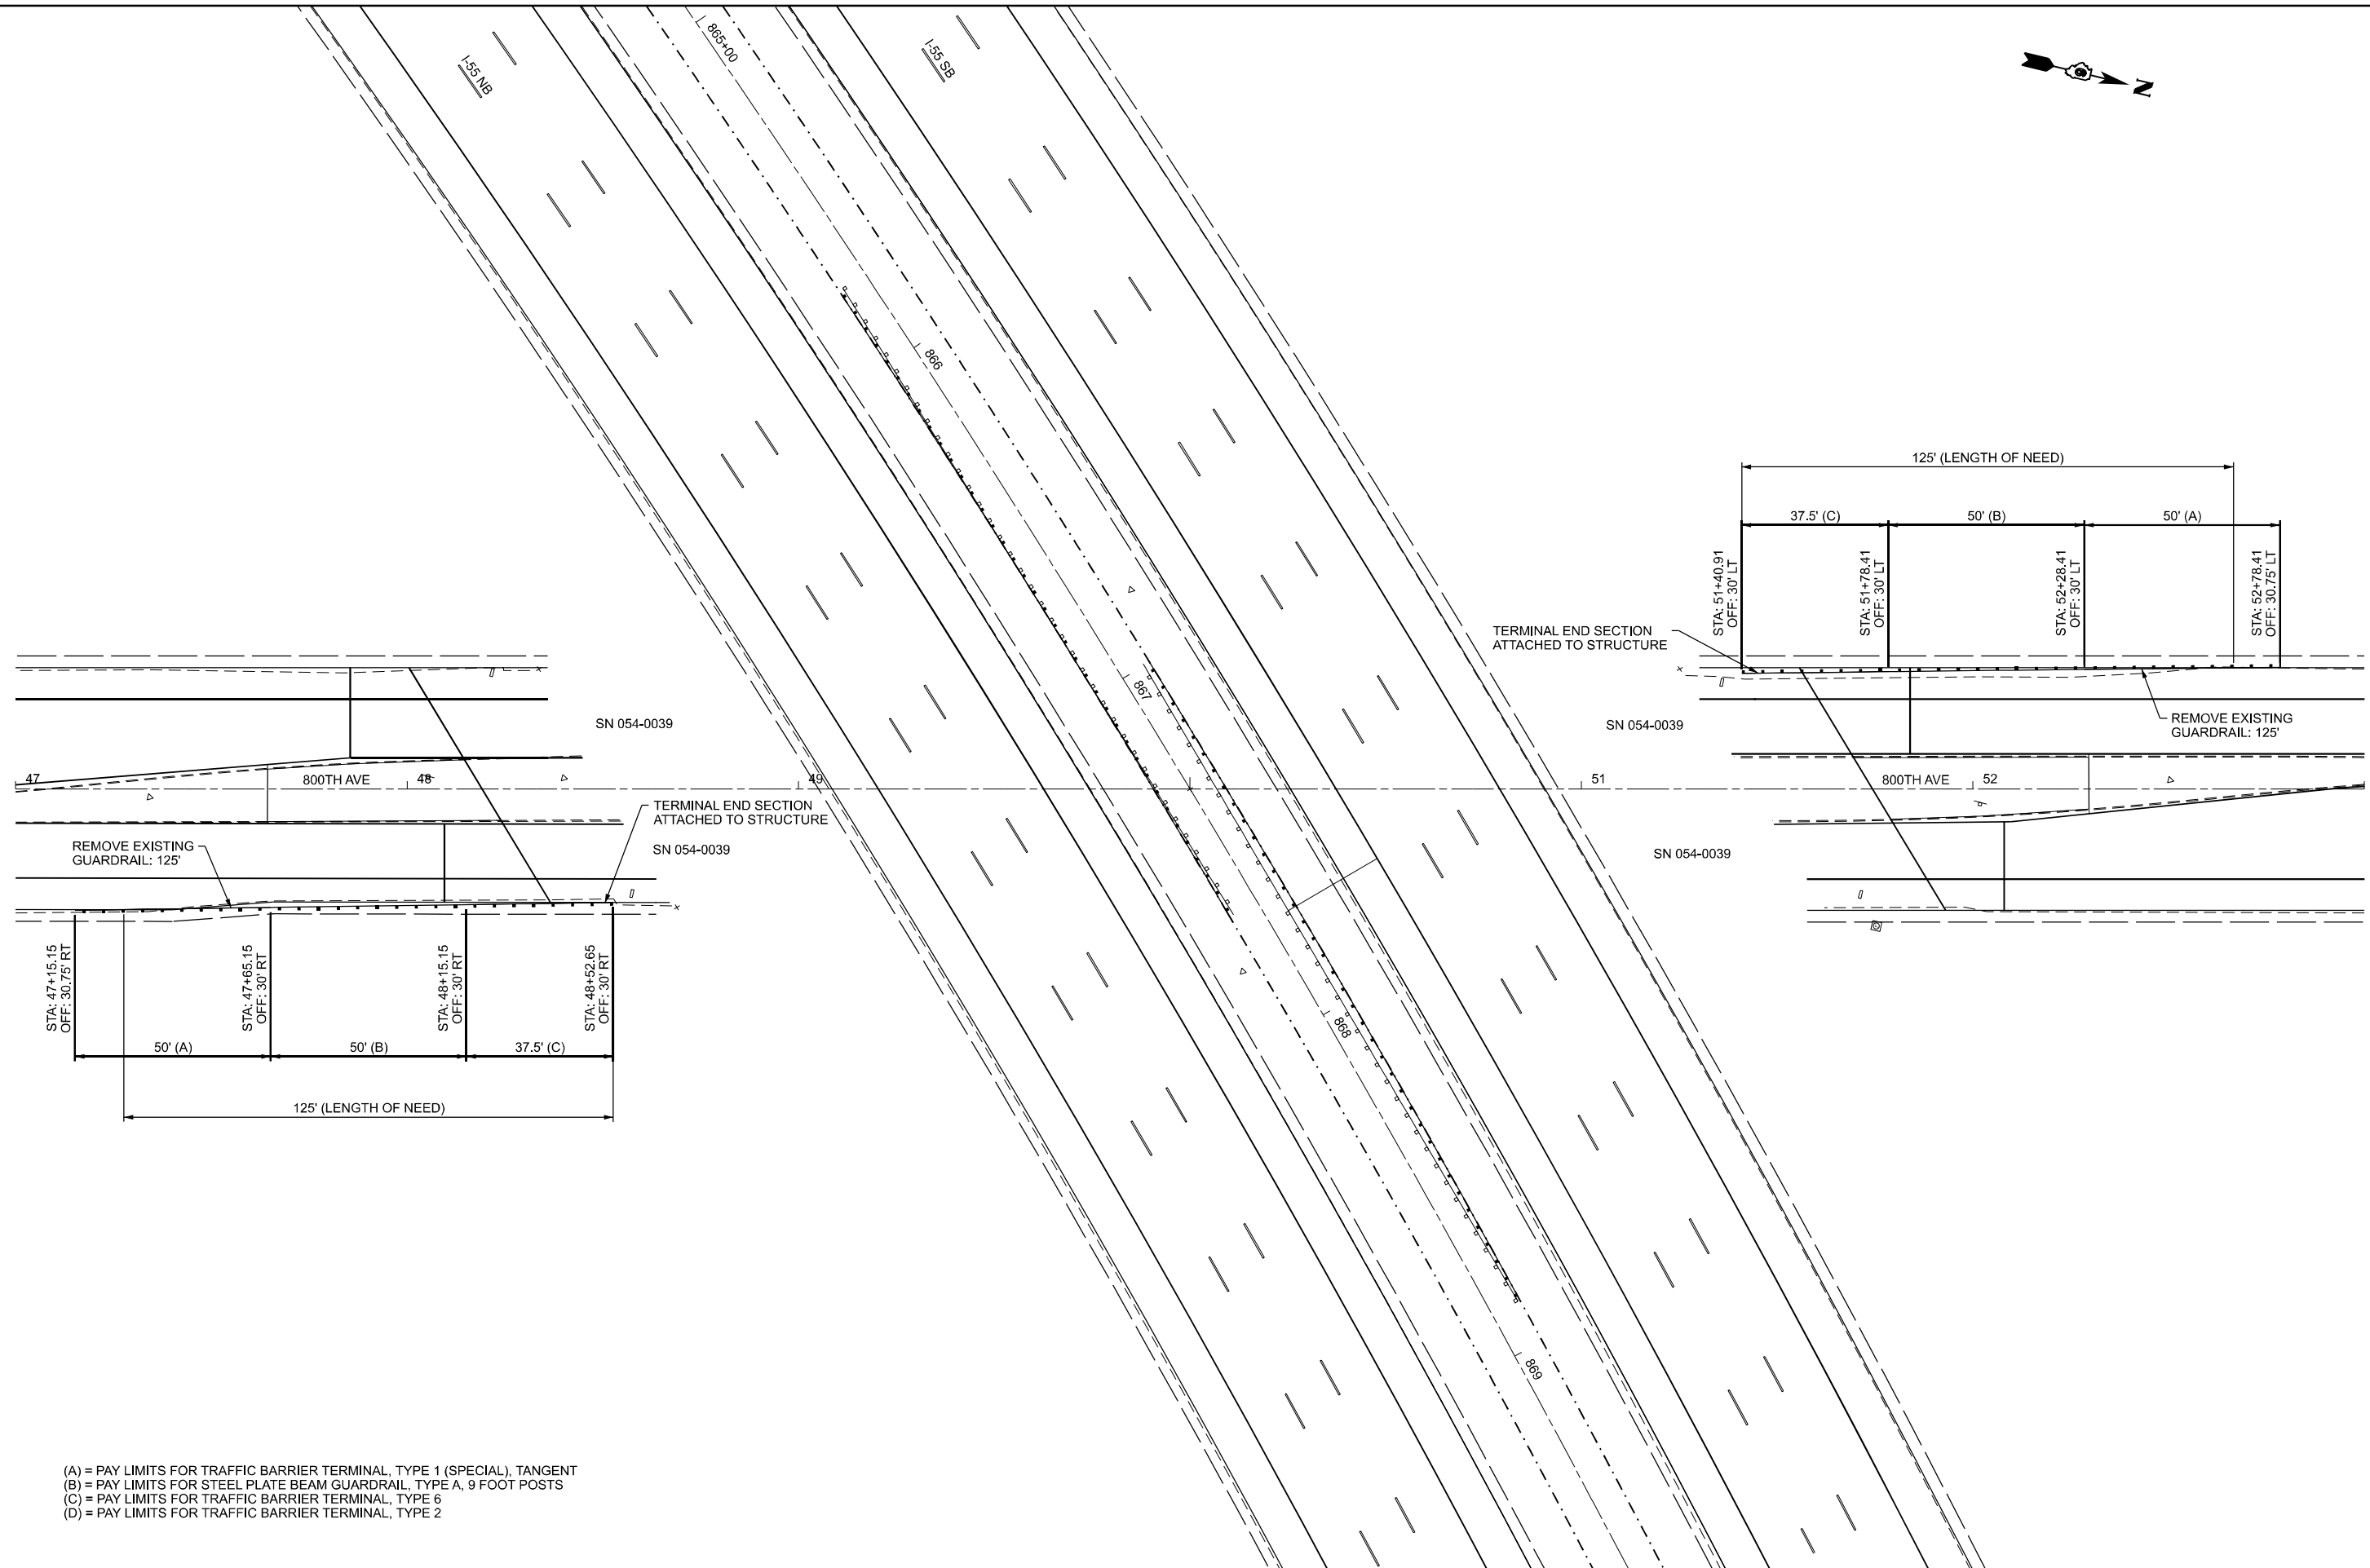 865+00
I-55 NB
I-55 SB
N
866
867
868
869
125' (LENGTH OF NEED)
37.5' (C)
50' (B)
50' (A)
STA: 51+40.91
OFF: 30' LT
STA: 51+78.41
OFF: 30' LT
STA: 52+28.41
OFF: 30' LT
STA: 52+78.41
OFF: 30.75' LT
TERMINAL END SECTION
ATTACHED TO STRUCTURE
SN 054-0039
REMOVE EXISTING
GUARDRAIL: 125'
SN 054-0039
47
800TH AVE
48
49
51
800TH AVE
52
TERMINAL END SECTION
ATTACHED TO STRUCTURE
REMOVE EXISTING
GUARDRAIL: 125'
SN 054-0039
SN 054-0039
STA: 47+15.15
OFF: 30.75' RT
STA: 47+65.15
OFF: 30' RT
STA: 48+15.15
OFF: 30' RT
STA: 48+52.65
OFF: 30' RT
50' (A)
50' (B)
37.5' (C)
125' (LENGTH OF NEED)
(A) = PAY LIMITS FOR TRAFFIC BARRIER TERMINAL, TYPE 1 (SPECIAL), TANGENT
(B) = PAY LIMITS FOR STEEL PLATE BEAM GUARDRAIL, TYPE A, 9 FOOT POSTS
(C) = PAY LIMITS FOR TRAFFIC BARRIER TERMINAL, TYPE 6
(D) = PAY LIMITS FOR TRAFFIC BARRIER TERMINAL, TYPE 2